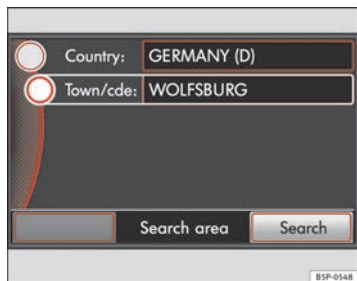 Country: GERMANY (D)
Town/cde: WOLFSBURG
Search area Search
B5P-0548